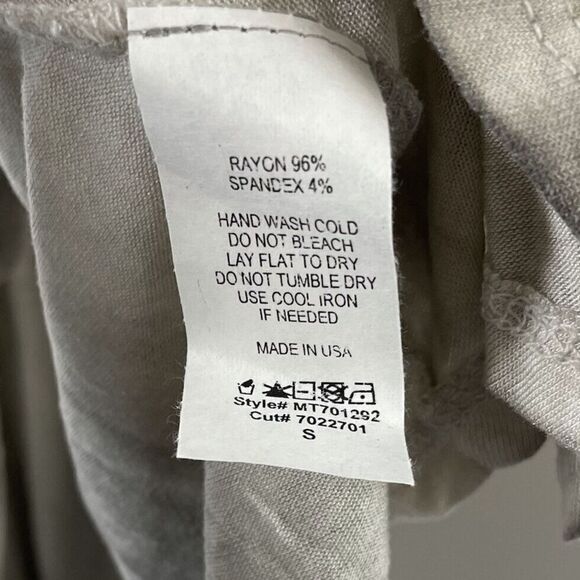 RAYON 96%
SPANDEX 4%
HAND WASH COLD
DO NOT BLEACH
LAY FLAT TO DRY
DO NOT TUMBLE DRY
USE COOL IRON
IF NEEDED
MADE IN USA
Style# MT701292
Cut# 7022701
S